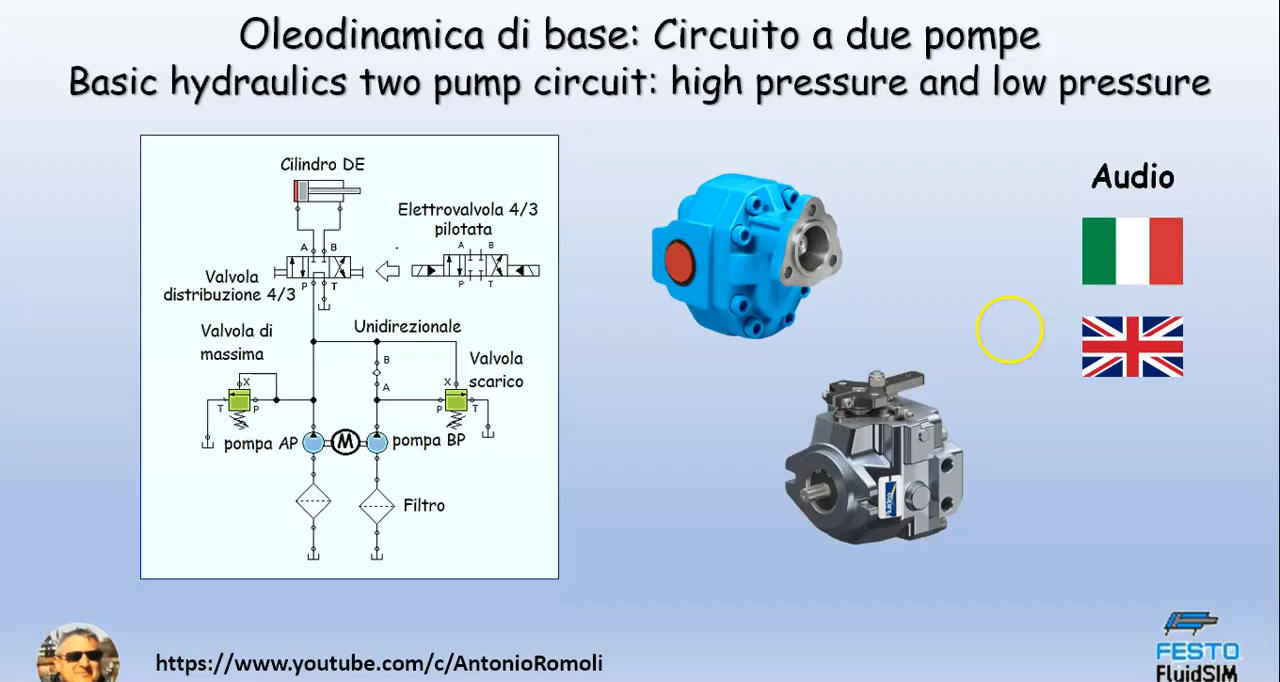 Oleodinamica di base: Circuito a due pompe
Basic hydraulics two pump circuit: high pressure and low pressure
Cilindro DE
Elettrovalvola 4/3
pilotata
A B
P T
A B
P T
Valvola
distribuzione 4/3
Valvola di
massima
Unidirezionale
Valvola
scarico
B
A
X
T P
X
P T
pompa AP
M
pompa BP
Filtro
Audio
https://www.youtube.com/c/AntonioRomoli
FESTO
FluidSIM